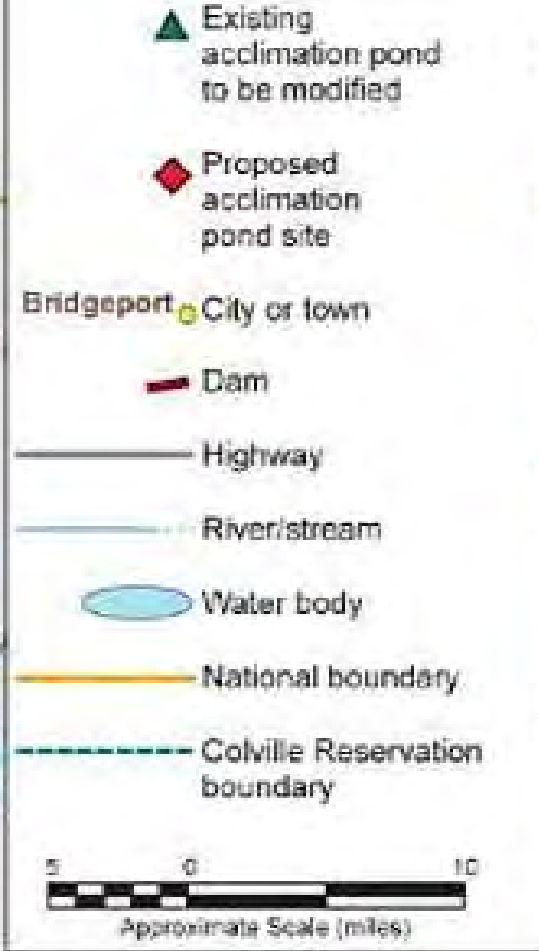 Existing
acclimation pond
to be modified
Proposed
acclimation
pond site
Bridgeport City or town
Dam
Highway
River/stream
Water body
National boundary
Colville Reservation
boundary
5 0 10
Approximate Scale (miles)